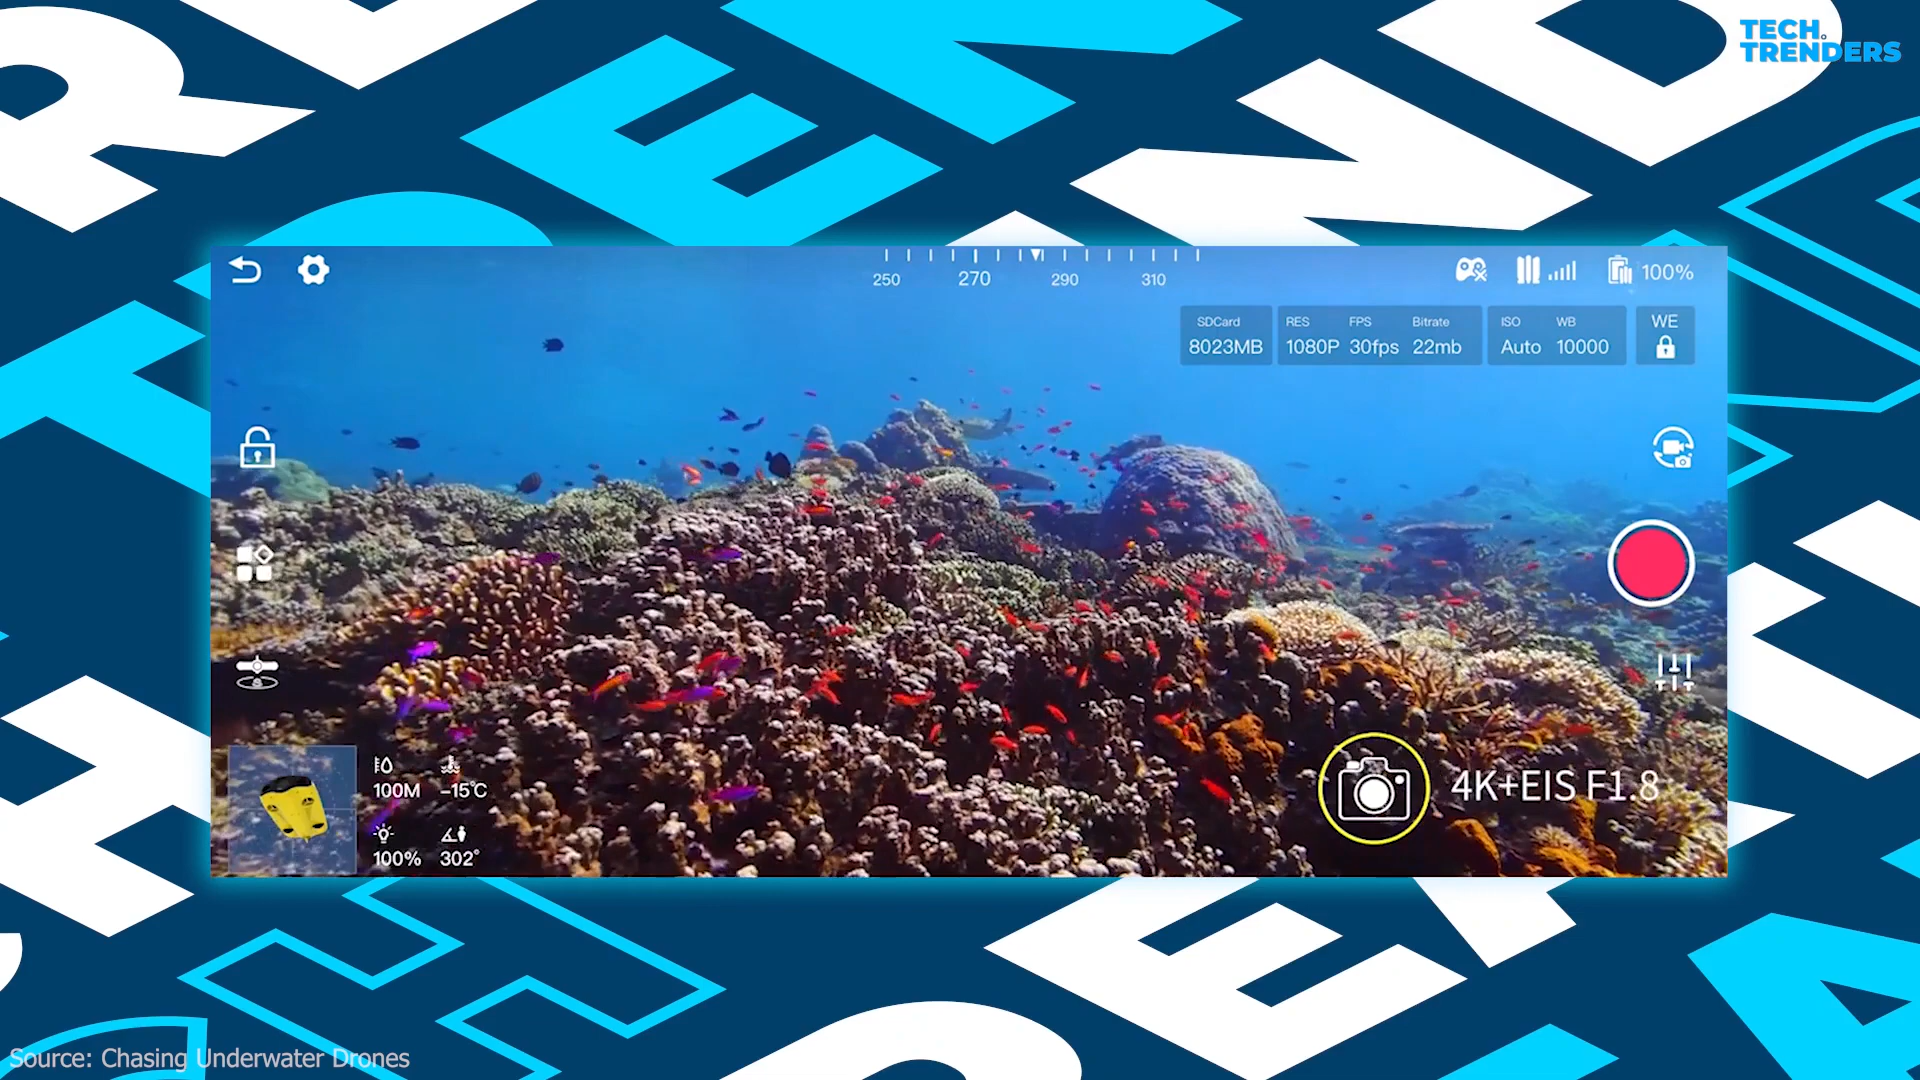 TECH.
TRENDERS
250 270 290 310
100%
SDCard RES FPS Bitrate ISO WB WE
8023MB 1080P 30fps 22mb Auto 10000
4K+EIS F1.8
100M -15℃
100% 302°
Source: Chasing Underwater Drones